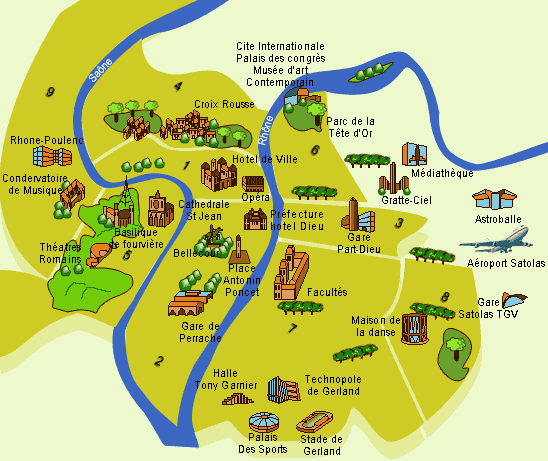 Cite Internationale
Palais des congrès
Musée d'art
Contemporain
Saône
9
4
Croix Rousse
Rhône
Parc de la
Tête d'Or
Rhone-Poulenc
1
Hotel de Ville
6
Médiathèque
Condervatoire
de Musique
Cathedrale
St Jean
Opéra
Gratte-Ciel
Préfecture
hotel Dieu
3
Astroballe
Basilique
de fourvière
Gare
Part-Dieu
Théatres
Romains
5
Bellecour
Place
Antonin
Poncet
Aéroport Satolas
Facultés
8
Gare
Satolas TGV
Gare de
Perrache
7
Maison de
la danse
2
Halle
Tony Garnier
Technopole
de Gerland
Palais
Des Sports
Stade de
Gerland